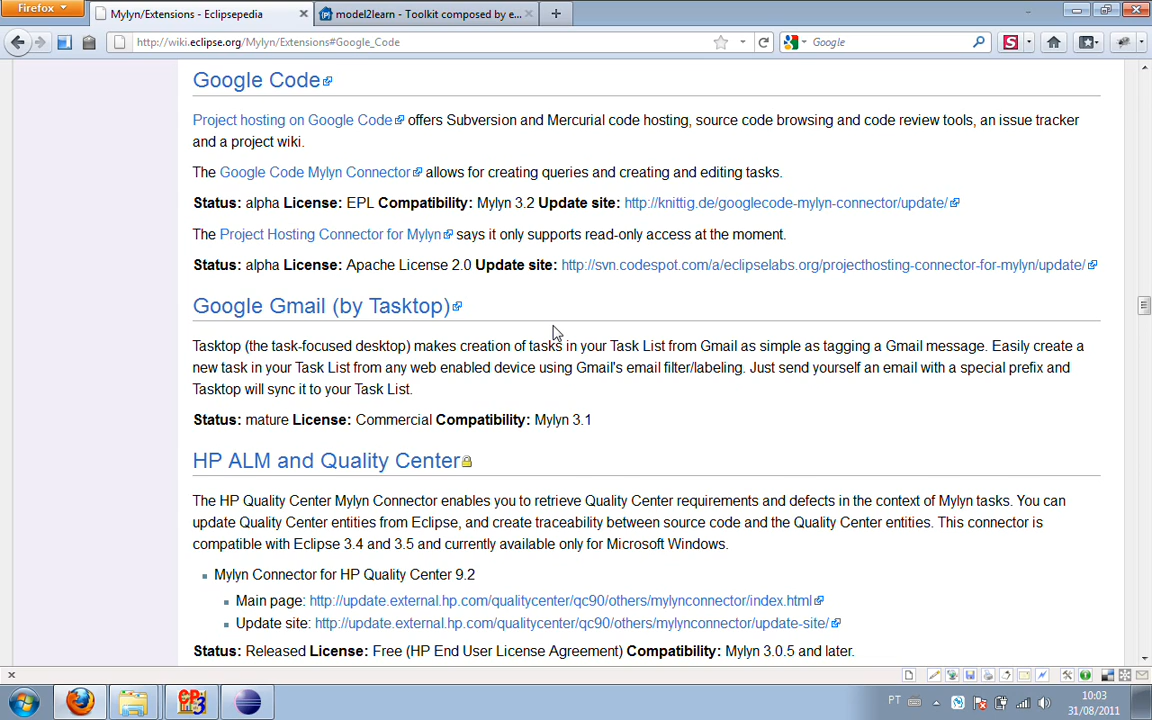 Firefox
Mylyn/Extensions - Eclipsepedia
model2learn - Toolkit composed by e...
http://wiki.eclipse.org/Mylyn/Extensions#Google_Code
Google
Google Code
Project hosting on Google Code offers Subversion and Mercurial code hosting, source code browsing and code review tools, an issue tracker
and a project wiki.
The Google Code Mylyn Connector allows for creating queries and creating and editing tasks.
Status: alpha License: EPL Compatibility: Mylyn 3.2 Update site: http://knittig.de/googlecode-mylyn-connector/update/
The Project Hosting Connector for Mylyn says it only supports read-only access at the moment.
Status: alpha License: Apache License 2.0 Update site: http://svn.codespot.com/a/eclipselabs.org/projecthosting-connector-for-mylyn/update/
Google Gmail (by Tasktop)
Tasktop (the task-focused desktop) makes creation of tasks in your Task List from Gmail as simple as tagging a Gmail message. Easily create a
new task in your Task List from any web enabled device using Gmail's email filter/labeling. Just send yourself an email with a special prefix and
Tasktop will sync it to your Task List.
Status: mature License: Commercial Compatibility: Mylyn 3.1
HP ALM and Quality Center
The HP Quality Center Mylyn Connector enables you to retrieve Quality Center requirements and defects in the context of Mylyn tasks. You can
update Quality Center entities from Eclipse, and create traceability between source code and the Quality Center entities. This connector is
compatible with Eclipse 3.4 and 3.5 and currently available only for Microsoft Windows.
Mylyn Connector for HP Quality Center 9.2
Main page: http://update.external.hp.com/qualitycenter/qc90/others/mylynconnector/index.html
Update site: http://update.external.hp.com/qualitycenter/qc90/others/mylynconnector/update-site/
Status: Released License: Free (HP End User License Agreement) Compatibility: Mylyn 3.0.5 and later.
PT
10:03
31/08/2011